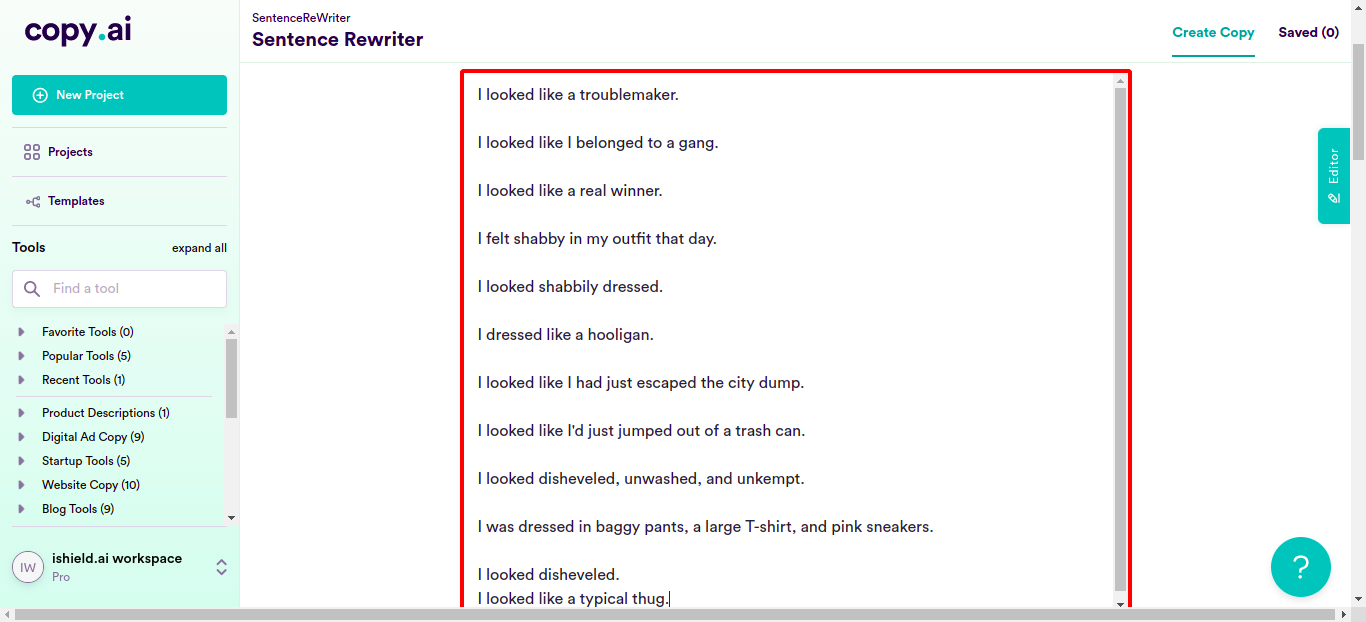 copy.ai
New Project
Projects
Templates
Tools
expand all
Find a tool
Favorite Tools (0)
Popular Tools (5)
Recent Tools (1)
Product Descriptions (1)
Digital Ad Copy (9)
Startup Tools (5)
Website Copy (10)
Blog Tools (9)
IW
ishield.ai workspace
Pro
SentenceReWriter
Sentence Rewriter
Create Copy
Saved (0)
I looked like a troublemaker.
I looked like I belonged to a gang.
I looked like a real winner.
I felt shabby in my outfit that day.
I looked shabbily dressed.
I dressed like a hooligan.
I looked like I had just escaped the city dump.
I looked like I'd just jumped out of a trash can.
I looked disheveled, unwashed, and unkempt.
I was dressed in baggy pants, a large T-shirt, and pink sneakers.
I looked disheveled.
I looked like a typical thug.
Editor
?